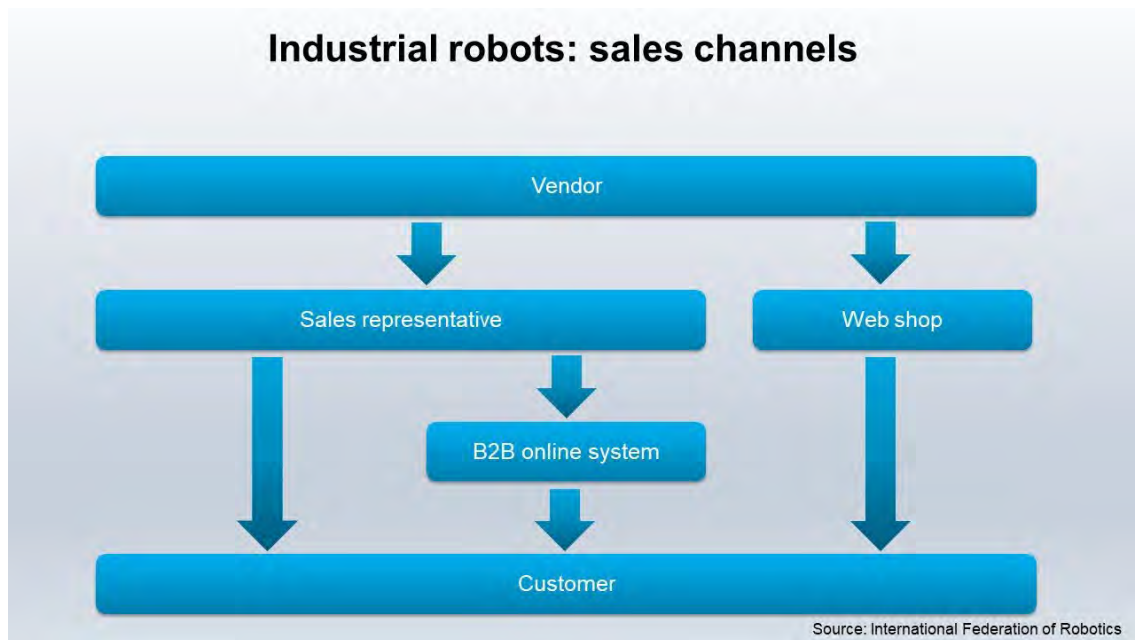 Industrial robots: sales channels
Vendor
Sales representative
Web shop
B2B online system
Customer
Source: International Federation of Robotics